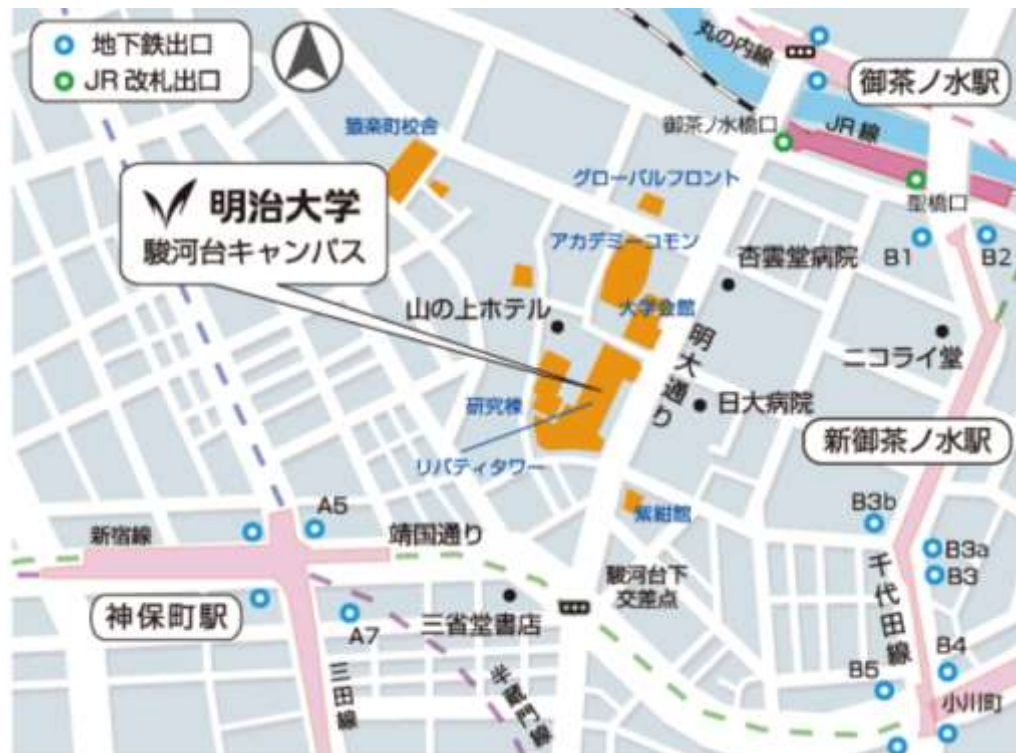 地下鉄出口
JR改札出口
丸の内線
御茶ノ水駅
御茶ノ水橋口
JR線
猿楽町校舎
グローバルフロント
聖橋口
明治大学
駿河台キャンパス
アカデミーコモン
杏雲堂病院
B1
B2
山の上ホテル
大学会館
ニコライ堂
明大通り
日大病院
研究棟
リバティタワー
新御茶ノ水駅
B3b
A5
新宿線
靖国通り
紫紺館
B3a
B3
駿河台下
交差点
千代田線
神保町駅
A7
三省堂書店
三田線
半蔵門線
B4
B5
小川町